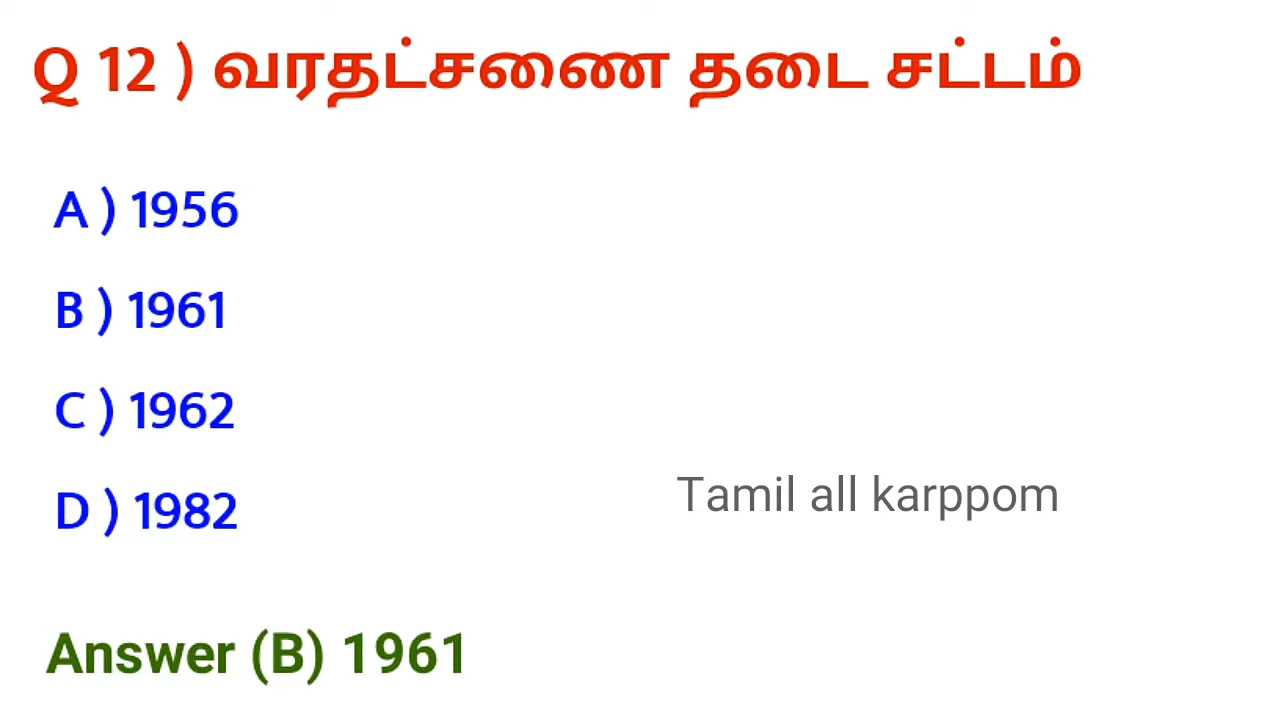 Q 12 ) வரதட்சணை தடை சட்டம்
A ) 1956
B ) 1961
C ) 1962
D ) 1982
Tamil all karppom
Answer (B) 1961